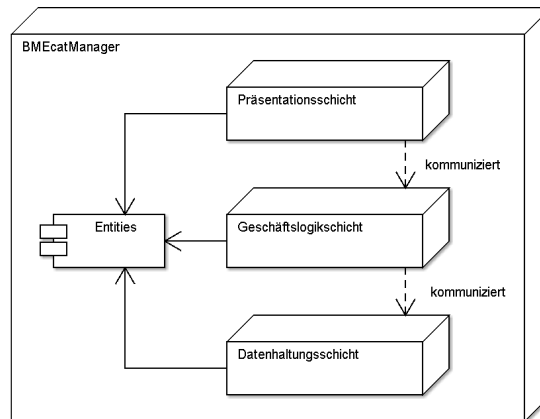 BMEcatManager
Präsentationsschicht
kommuniziert
Entities
Geschäftslogikschicht
kommuniziert
Datenhaltungsschicht